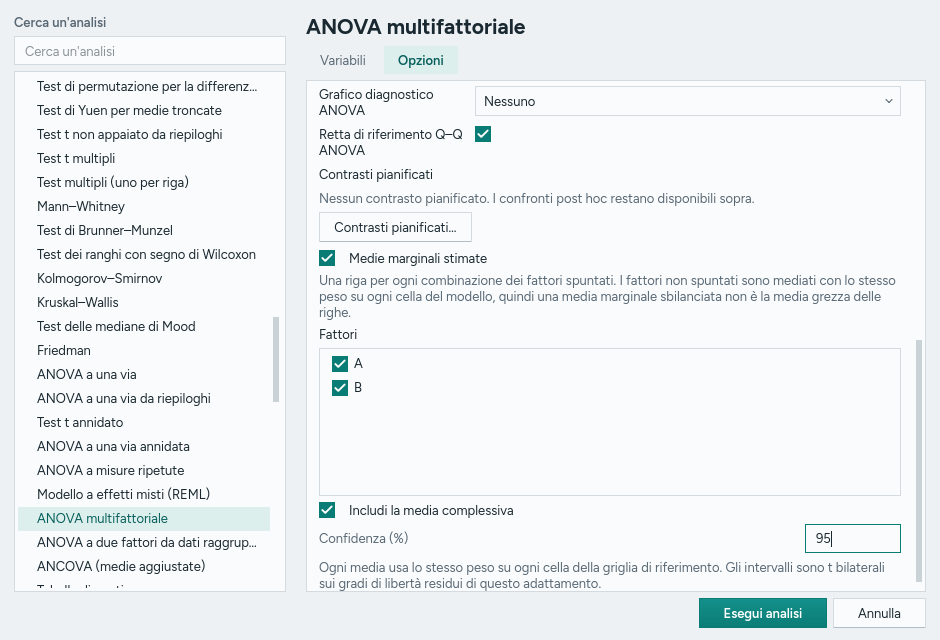 Cerca un'analisi
Cerca un'analisi
Test di permutazione per la differenz...
Test di Yuen per medie troncate
Test t non appaiato da riepiloghi
Test t multipli
Test multipli (uno per riga)
Mann–Whitney
Test di Brunner–Munzel
Test dei ranghi con segno di Wilcoxon
Kolmogorov–Smirnov
Kruskal–Wallis
Test delle mediane di Mood
Friedman
ANOVA a una via
ANOVA a una via da riepiloghi
Test t annidato
ANOVA a una via annidata
ANOVA a misure ripetute
Modello a effetti misti (REML)
ANOVA multifattoriale
ANOVA a due fattori da dati raggrup...
ANCOVA (medie aggiustate)
ANOVA multifattoriale
Variabili
Opzioni
Grafico diagnostico
ANOVA
Nessuno
Retta di riferimento Q–Q
ANOVA
Contrasti pianificati
Nessun contrasto pianificato. I confronti post hoc restano disponibili sopra.
Contrasti pianificati...
Medie marginali stimate
Una riga per ogni combinazione dei fattori spuntati. I fattori non spuntati sono mediati con lo stesso
peso su ogni cella del modello, quindi una media marginale sbilanciata non è la media grezza delle
righe.
Fattori
A
B
Includi la media complessiva
Confidenza (%)
95
Ogni media usa lo stesso peso su ogni cella della griglia di riferimento. Gli intervalli sono t bilaterali
sui gradi di libertà residui di questo adattamento.
Esegui analisi
Annulla